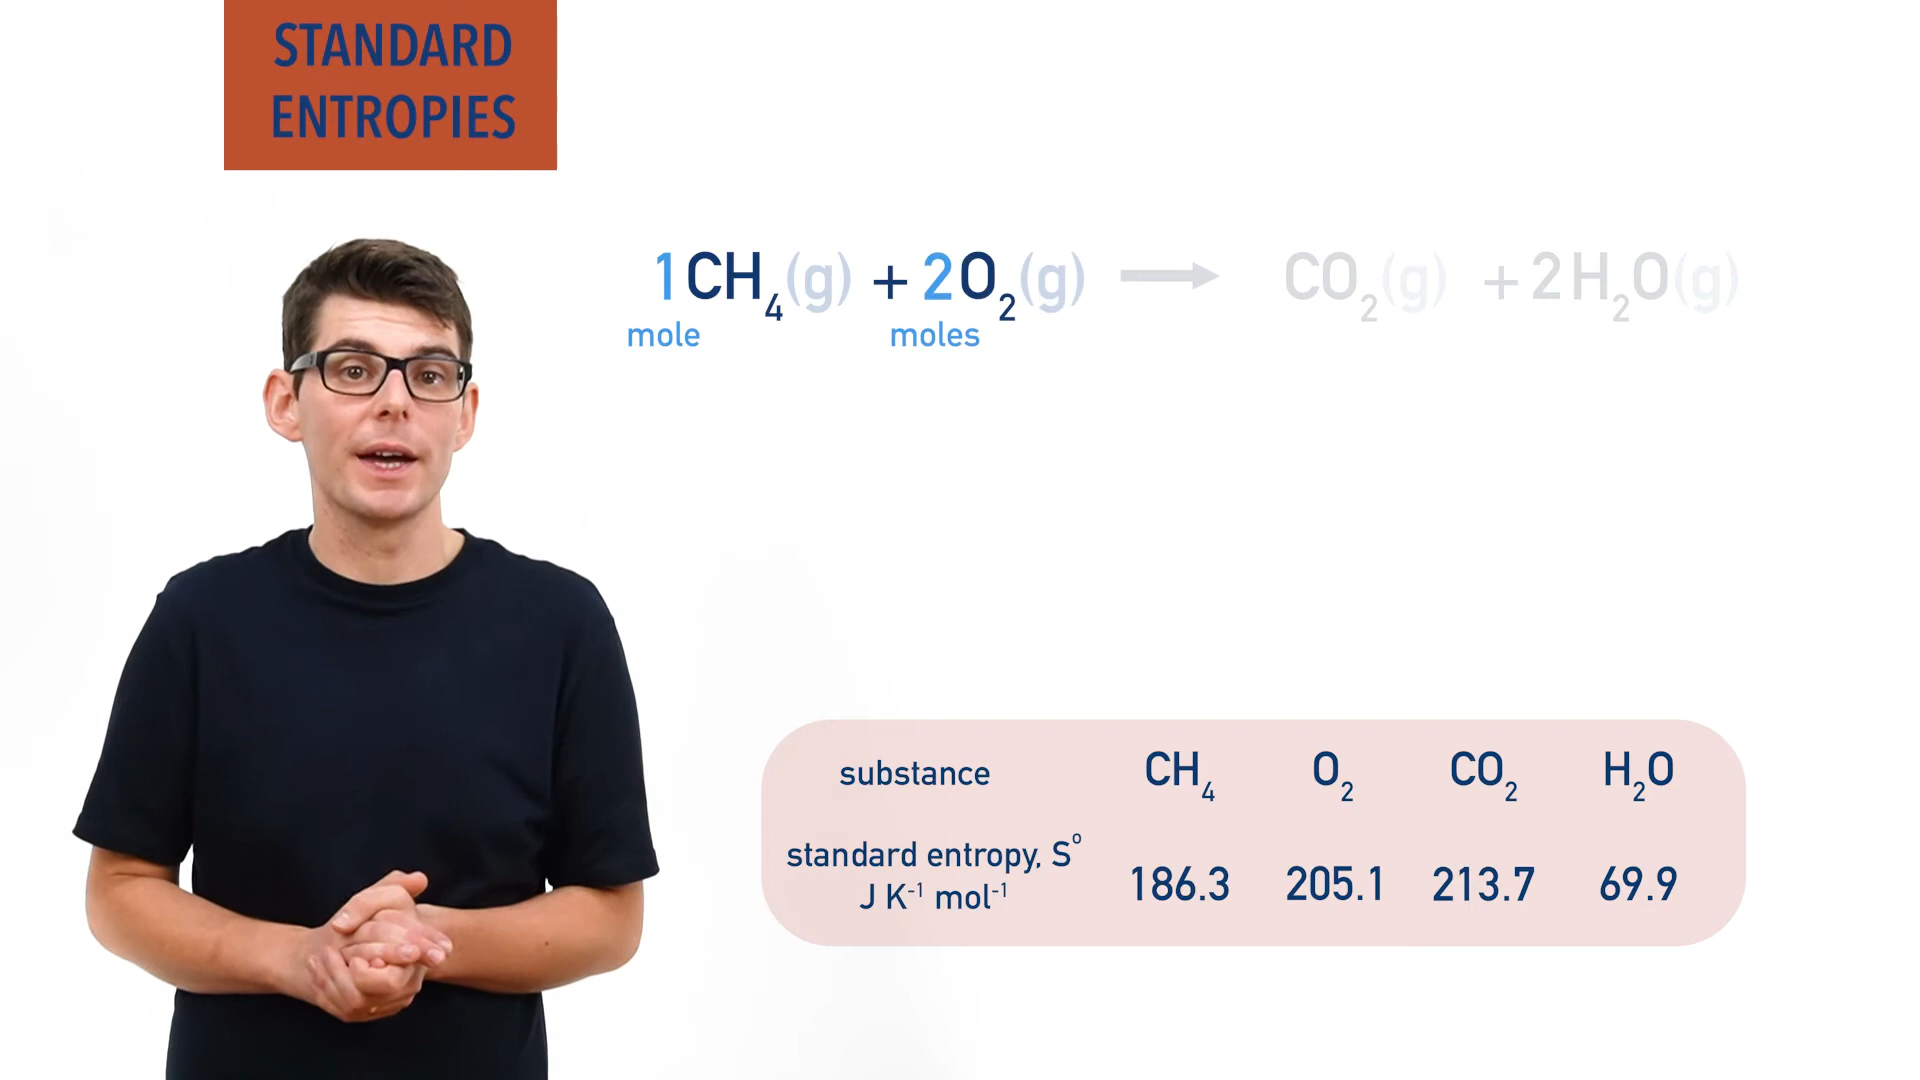 STANDARD
ENTROPIES
1CH₄(g) + 2O₂(g) → CO₂(g) + 2H₂O(g)
mole moles
substance CH₄ O₂ CO₂ H₂O
standard entropy, S°
J K⁻¹ mol⁻¹ 186.3 205.1 213.7 69.9